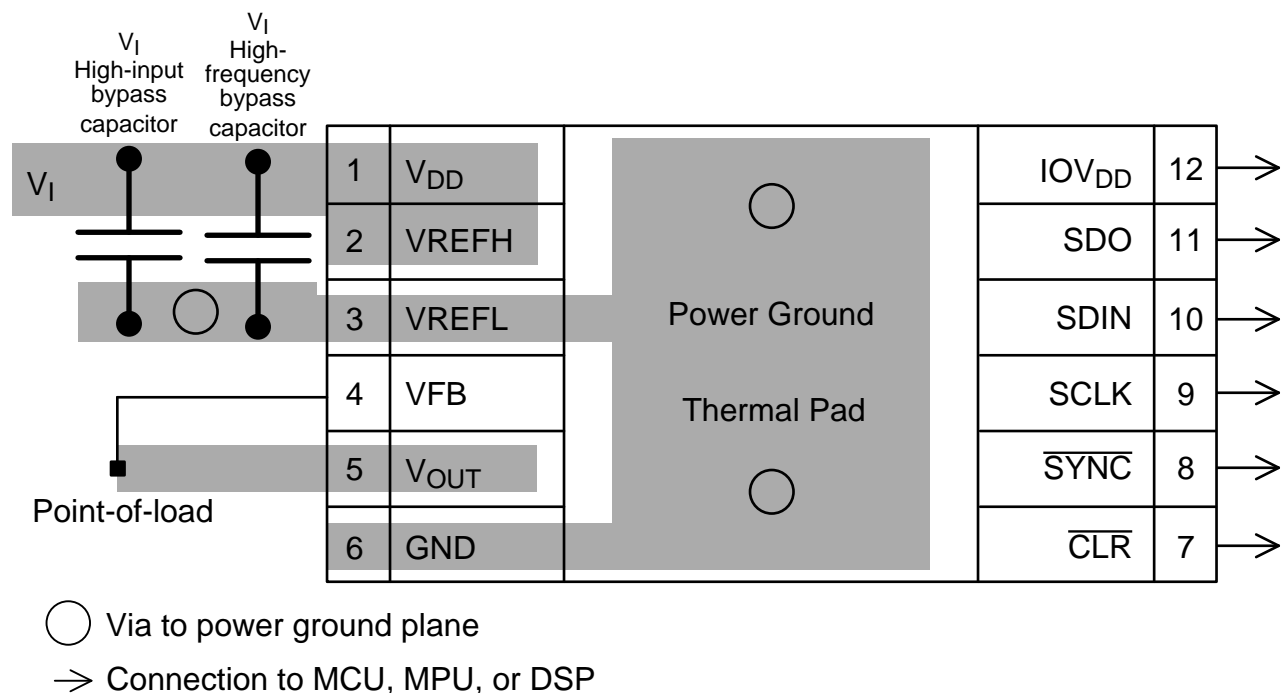 V_I
High-input
bypass
capacitor
V_I
High-
frequency
bypass
capacitor
V_I
1 V_DD
2 VREFH
3 VREFL
4 VFB
5 V_OUT
6 GND
Point-of-load
Power Ground
Thermal Pad
IOV_DD 12
SDO 11
SDIN 10
SCLK 9
S̅Y̅N̅C̅ 8
C̅L̅R̅ 7
Via to power ground plane
Connection to MCU, MPU, or DSP